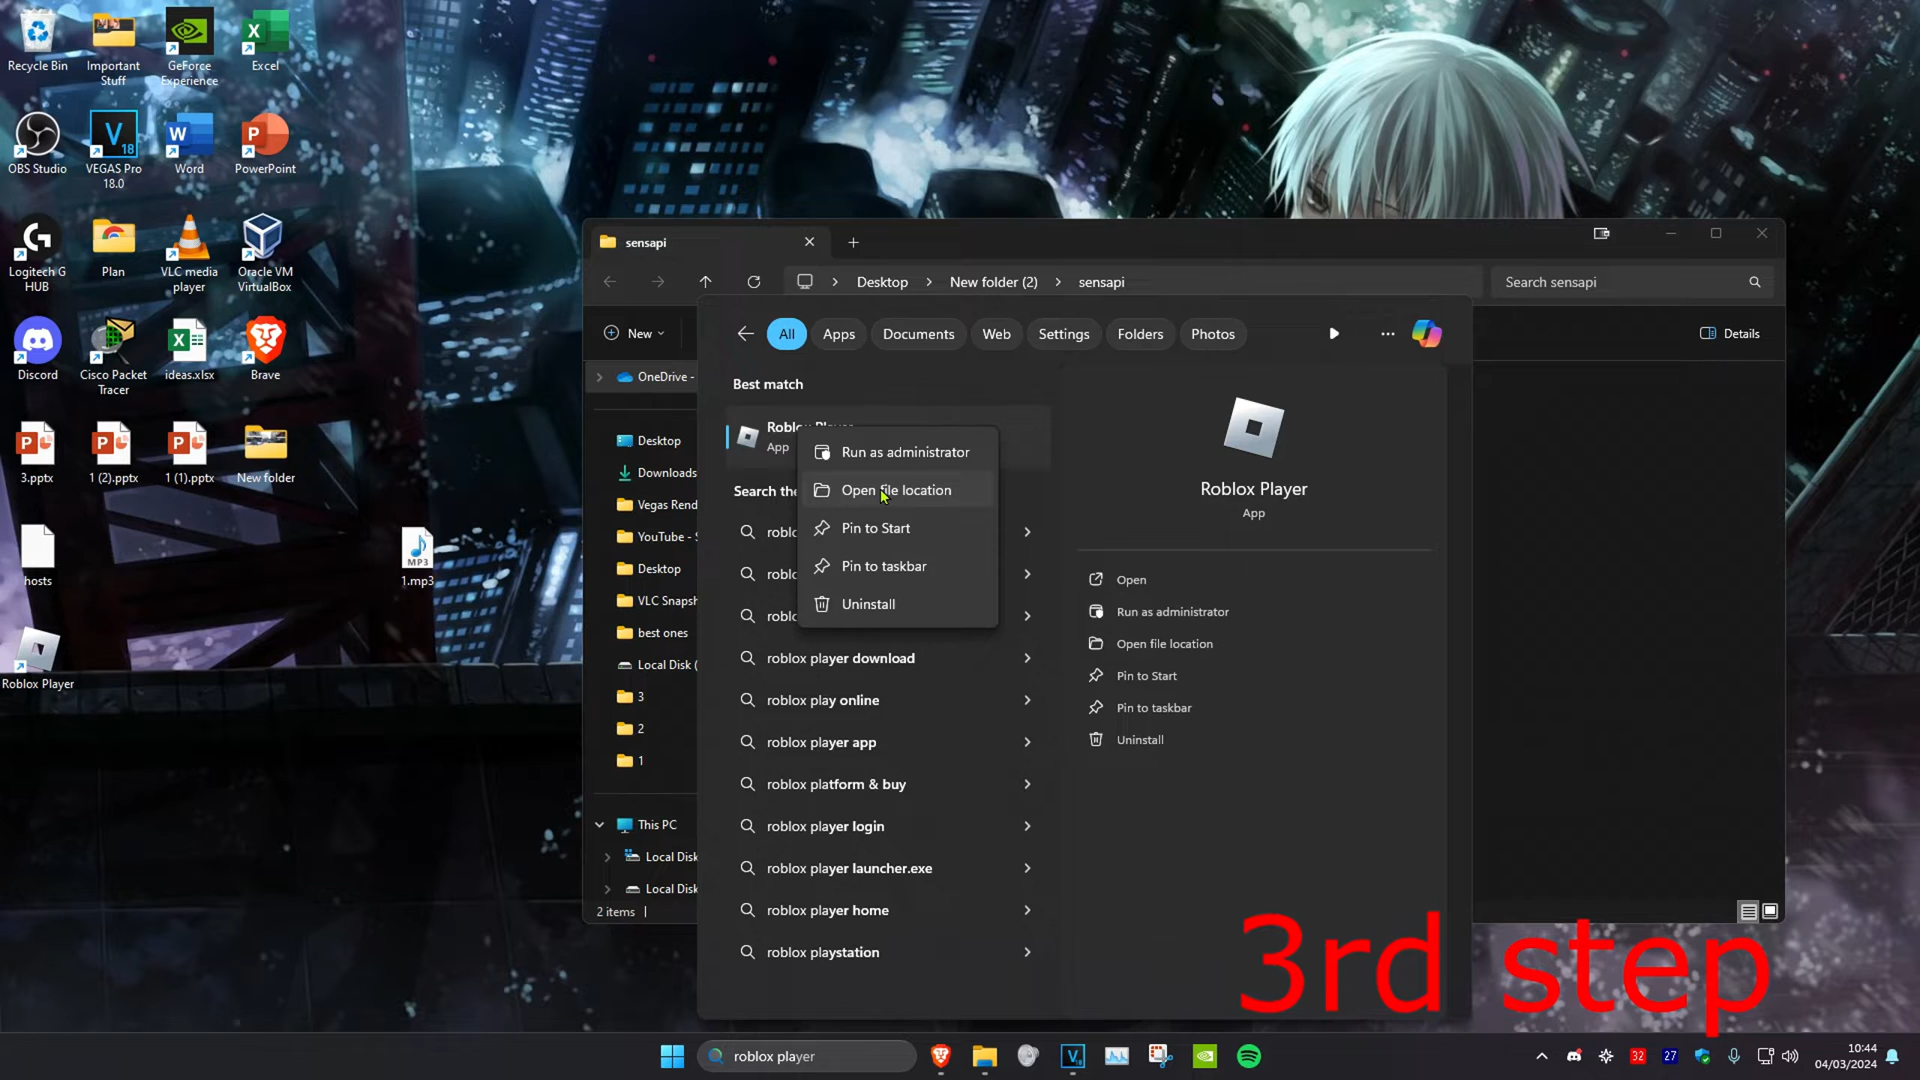 Recycle Bin
Important Stuff
GeForce Experience
Excel
OBS Studio
VEGAS Pro 18.0
Word
PowerPoint
Logitech G HUB
Plan
VLC media player
Oracle VM VirtualBox
Discord
Cisco Packet Tracer
ideas.xlsx
Brave
3.pptx
1 (2).pptx
1 (1).pptx
New folder
hosts
1.mp3
MP3
Roblox Player
sensapi
Desktop
New folder (2)
sensapi
Search sensapi
New
Details
OneDrive -
Desktop
Downloads
Vegas Rend
YouTube - S
Desktop
VLC Snapsh
best ones
Local Disk (
3
2
1
This PC
Local Disk
Local Disk
2 items
All
Apps
Documents
Web
Settings
Folders
Photos
Best match
App
Search the
Run as administrator
Open file location
Pin to Start
Pin to taskbar
Uninstall
roblox player download
roblox play online
roblox player app
roblox platform & buy
roblox player login
roblox player launcher.exe
roblox player home
roblox playstation
Roblox Player
App
Open
Run as administrator
Open file location
Pin to Start
Pin to taskbar
Uninstall
3rd step
roblox player
32
27
10:44
04/03/2024